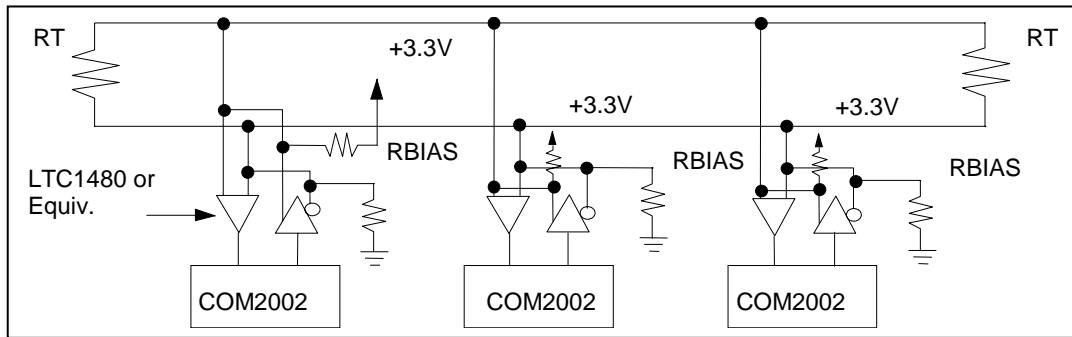 RT
+3.3V
RT
+3.3V
+3.3V
RBIAS
RBIAS
RBIAS
LTC1480 or
Equiv.
COM2002
COM2002
COM2002